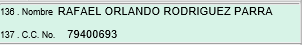 136 . Nombre RAFAEL ORLANDO RODRIGUEZ PARRA
137 . C.C. No. 79400693